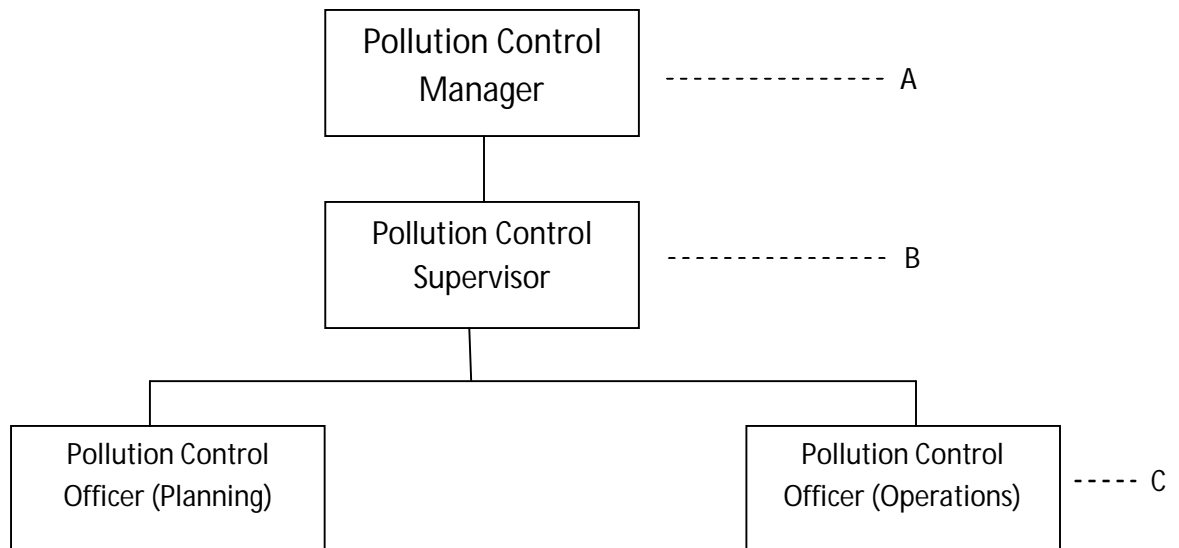 Pollution Control
Manager
---------------- A
Pollution Control
Supervisor
---------------- B
Pollution Control
Officer (Planning)
Pollution Control
Officer (Operations)
----- C